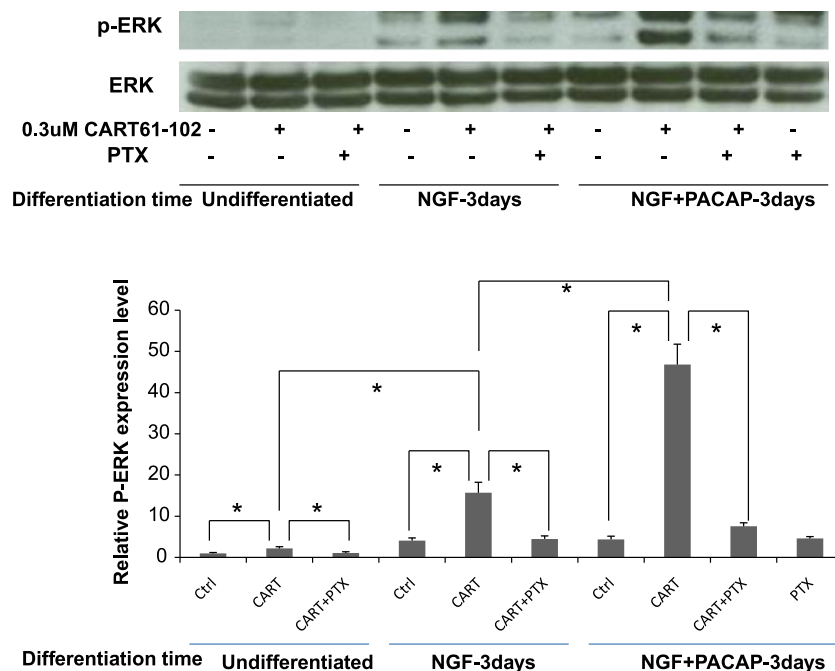 p-ERK
ERK
0.3uM CART61-102 - + + - + + - + + -
PTX - - + - - + - - + +
Differentiation time Undifferentiated NGF-3days NGF+PACAP-3days
Relative P-ERK expression level
60
50
40
30
20
10
0
* * * * * * * *
Ctrl CART CART+PTX Ctrl CART CART+PTX Ctrl CART CART+PTX PTX
Differentiation time Undifferentiated NGF-3days NGF+PACAP-3days